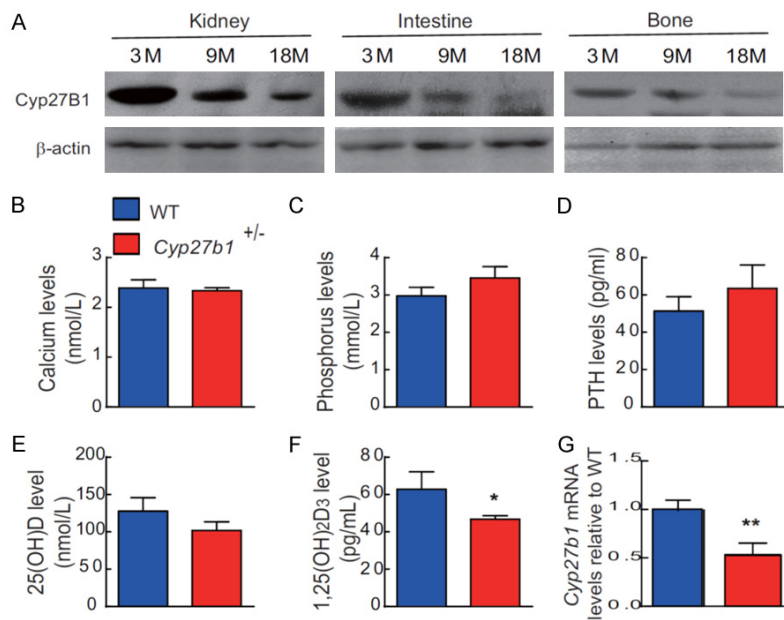 A
Kidney
Intestine
Bone
3M 9M 18M
3M 9M 18M
3M 9M 18M
Cyp27B1
β-actin
B
WT
Cyp27b1 +/-
Calcium levels
(nmol/L)
3
2
1
0
C
Phosphorus levels
(mmol/L)
4
3
2
1
0
D
PTH levels (pg/ml)
80
60
40
20
0
E
25(OH)D level
(nmol/L)
200
150
100
50
0
F
1,25(OH)2D3 level
(pg/mL)
80
60
40
20
0
*
G
Cyp27b1 mRNA
levels relative to WT
1.5
1.0
0.5
0.0
**